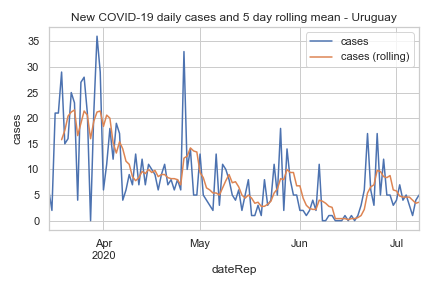 New COVID-19 daily cases and 5 day rolling mean - Uruguay
cases
cases (rolling)
35
30
25
20
15
10
5
0
cases
Apr
2020
May
Jun
Jul
dateRep